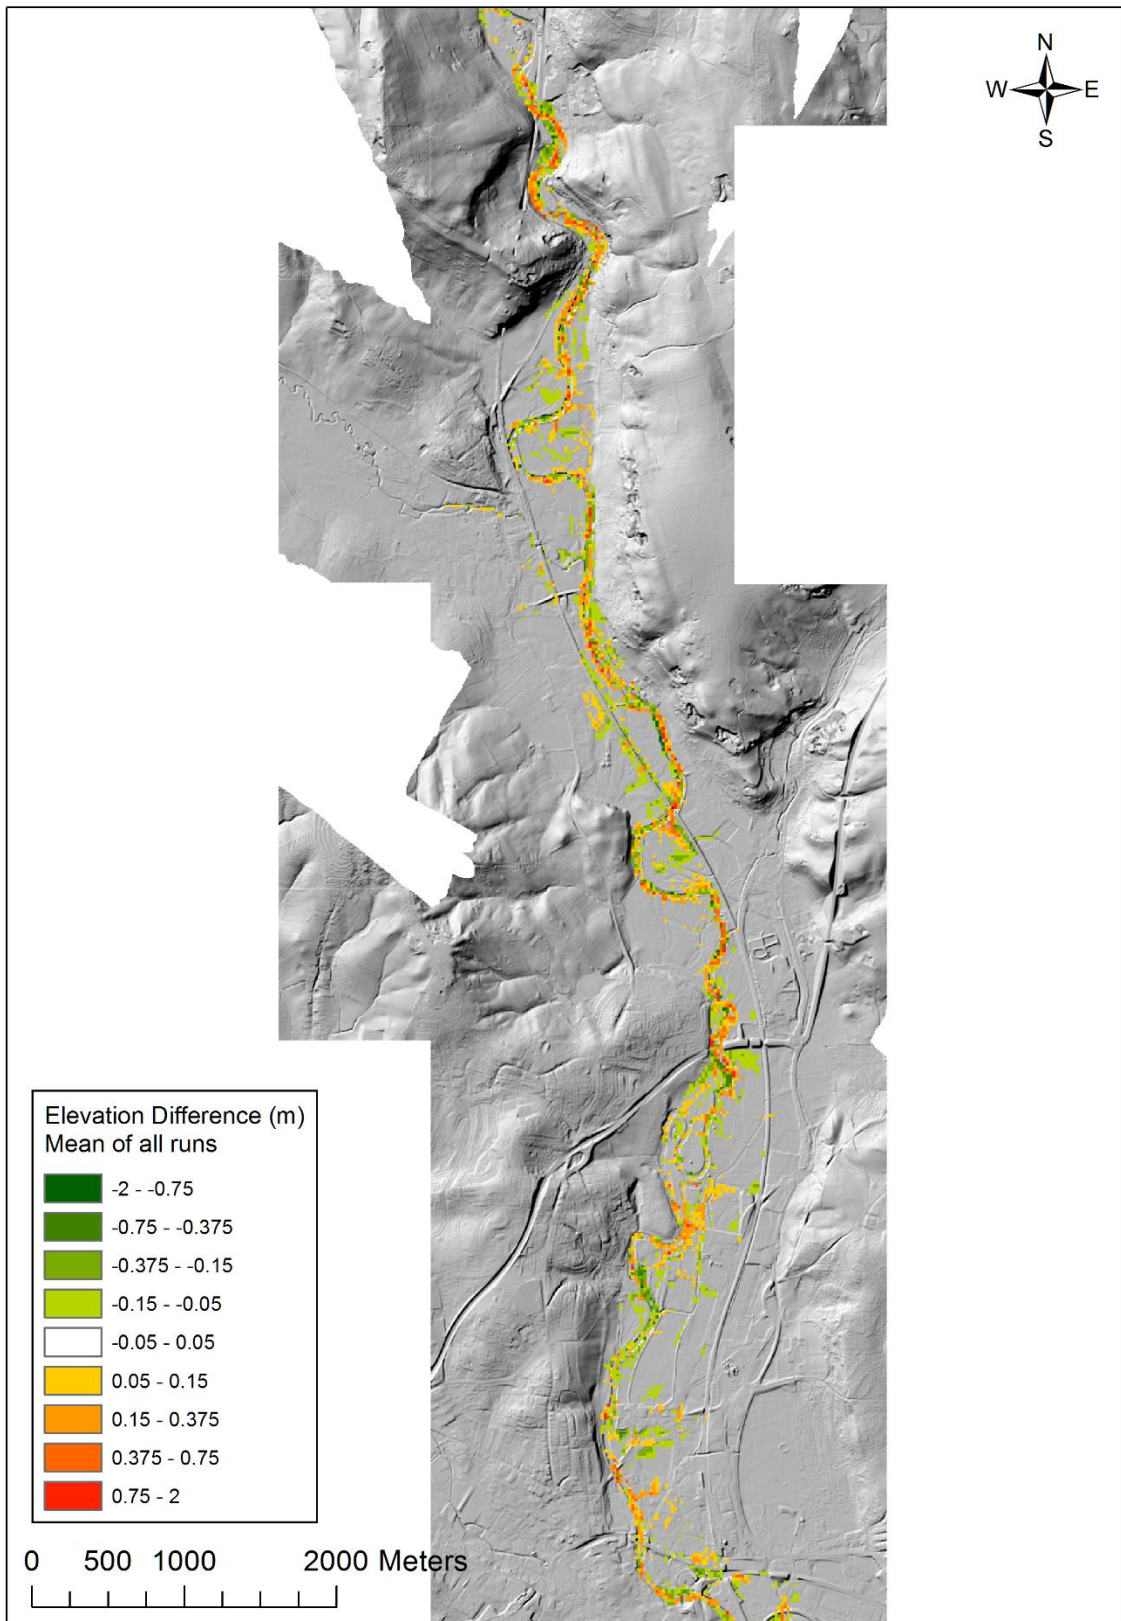 N
W E
S
Elevation Difference (m)
Mean of all runs
-2 - -0.75
-0.75 - -0.375
-0.375 - -0.15
-0.15 - -0.05
-0.05 - 0.05
0.05 - 0.15
0.15 - 0.375
0.375 - 0.75
0.75 - 2
0 500 1000 2000 Meters